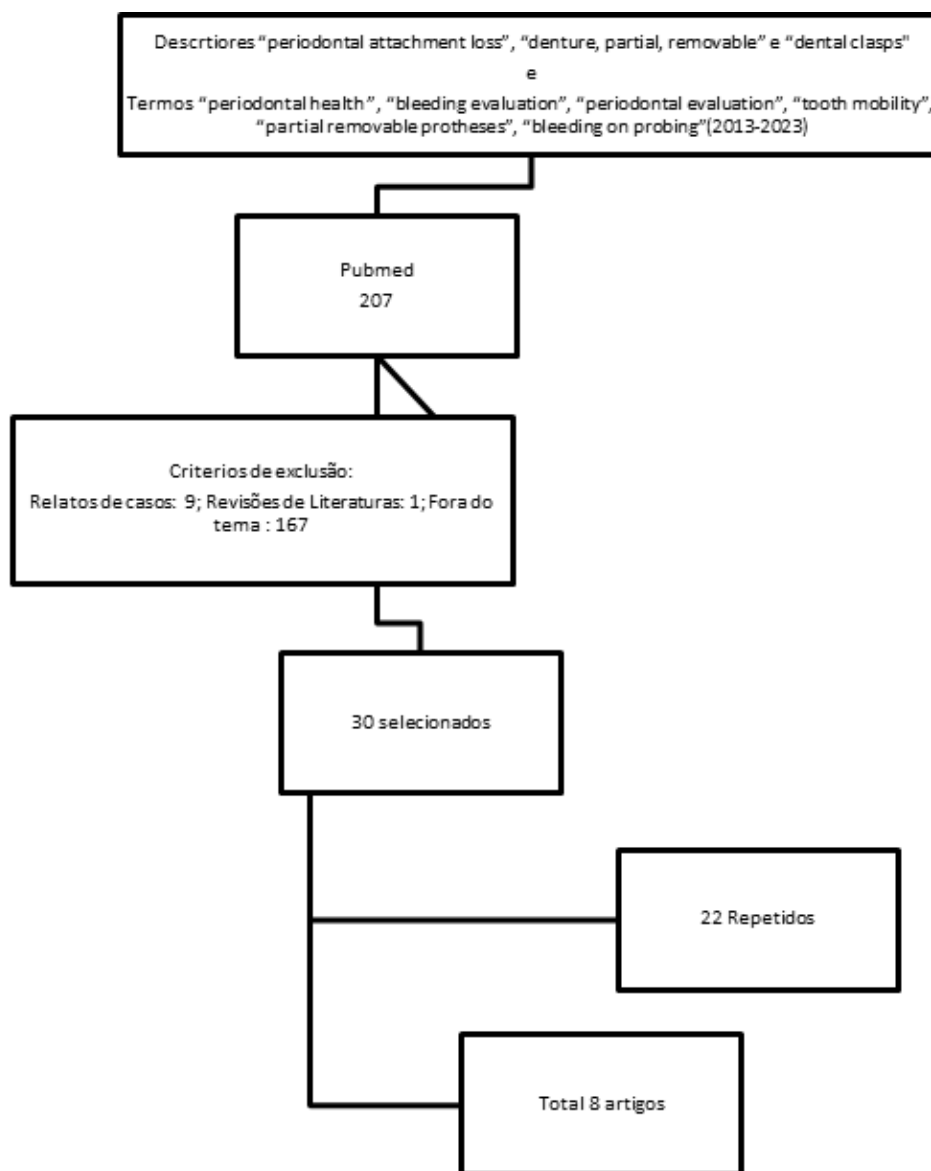 Descrtiores “periodontal attachment loss”, “denture, partial, removable” e “dental clasps"
e
Termos “periodontal health”, “bleeding evaluation”, “periodontal evaluation”, “tooth mobility”,
“partial removable protheses”, “bleeding on probing”(2013-2023)
Pubmed
207
Criterios de exclusão:
Relatos de casos: 9; Revisões de Literaturas: 1; Fora do
tema : 167
30 selecionados
22 Repetidos
Total 8 artigos